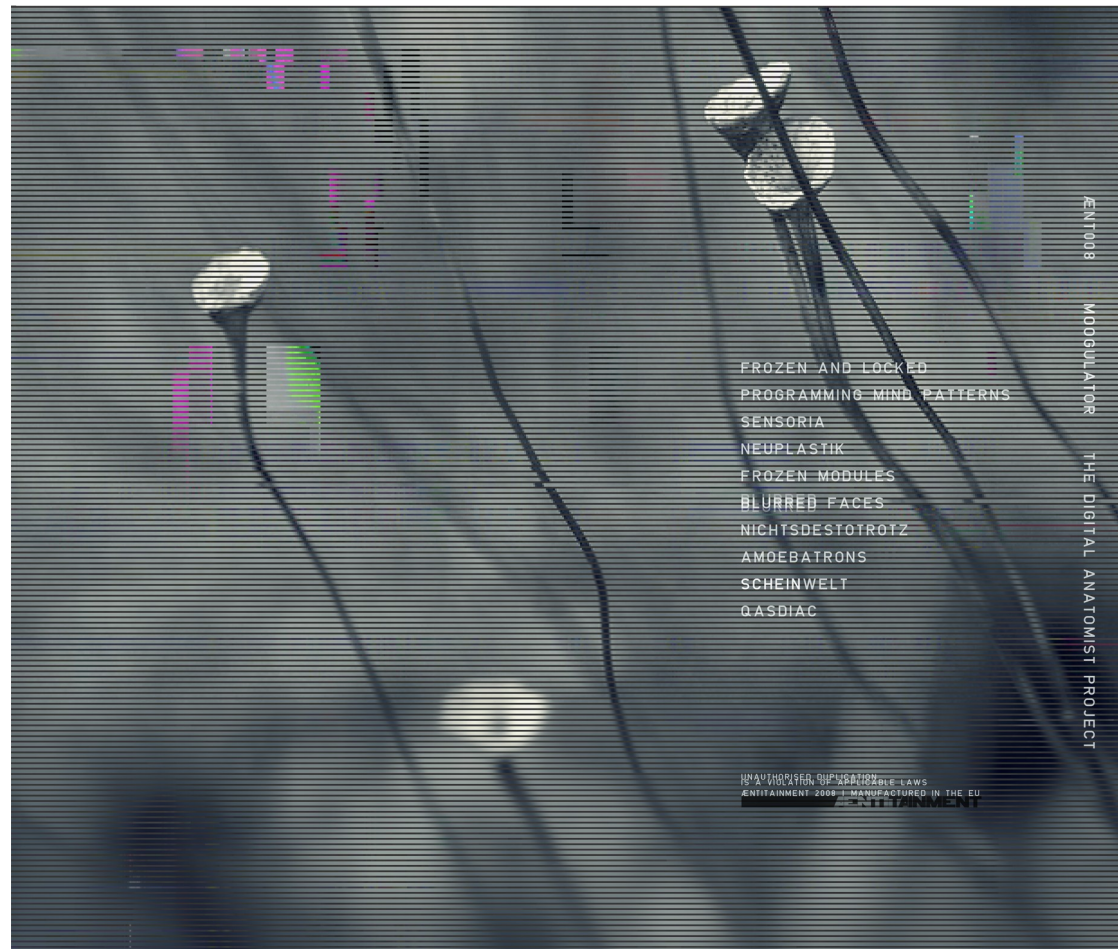 FROZEN AND LOCKED
PROGRAMMING MIND PATTERNS
SENSORIA
NEUPLASTIK
FROZEN MODULES
BLURRED FACES
NICHTSDESTOTROTZ
AMOEBATRONS
SCHEINWELT
QASDIAC
UNAUTHORISED DUPLICATION
IS A VIOLATION OF APPLICABLE LAWS
ÆNTITAINMENT 2008 | MANUFACTURED IN THE EU
ÆNTITAINMENT
ÆNT008 MOOGULATOR THE DIGITAL ANATOMIST PROJECT